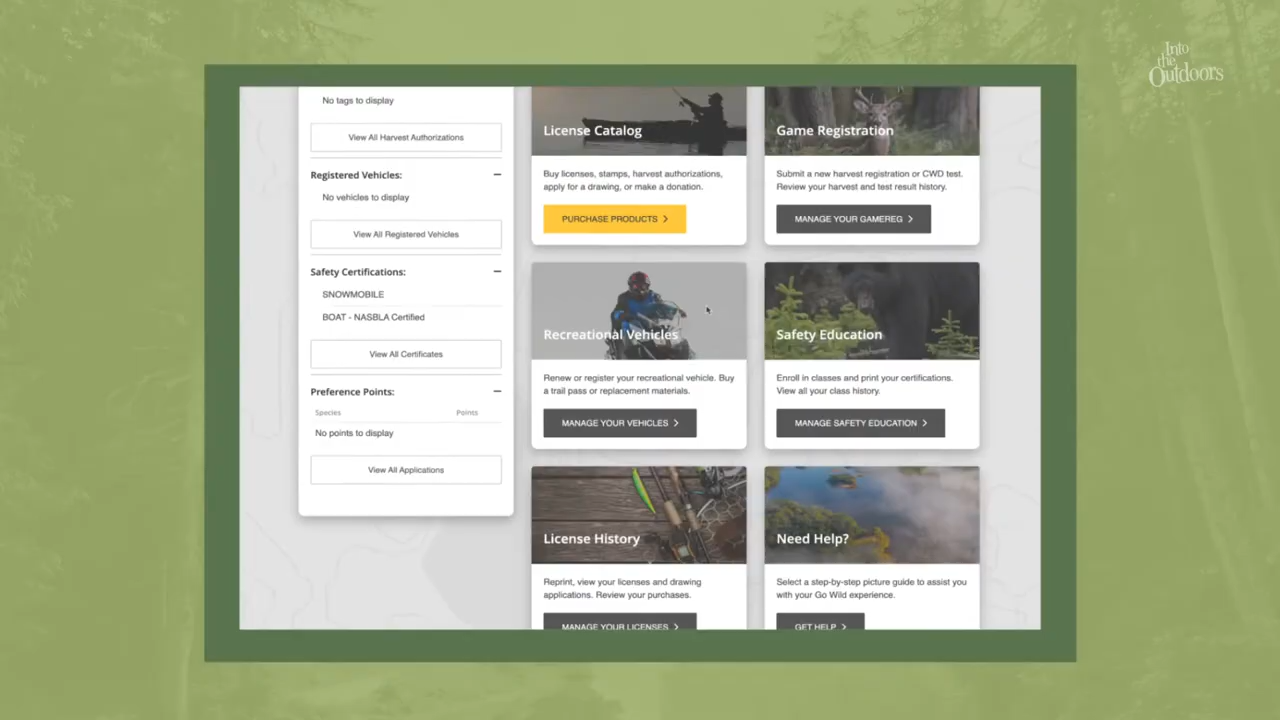 Into
the
Outdoors
No tags to display
View All Harvest Authorizations
Registered Vehicles:
No vehicles to display
View All Registered Vehicles
Safety Certifications:
SNOWMOBILE
BOAT - NASBLA Certified
View All Certificates
Preference Points:
Species Points
No points to display
View All Applications
License Catalog
Buy licenses, stamps, harvest authorizations,
apply for a drawing, or make a donation.
PURCHASE PRODUCTS
Game Registration
Submit a new harvest registration or CWD test.
Review your harvest and test result history.
MANAGE YOUR GAMEREG
Recreational Vehicles
Renew or register your recreational vehicle. Buy
a trail pass or replacement materials.
MANAGE YOUR VEHICLES
Safety Education
Enroll in classes and print your certifications.
View all your class history.
MANAGE SAFETY EDUCATION
License History
Reprint, view your licenses and drawing
applications. Review your purchases.
MANAGE YOUR LICENSES
Need Help?
Select a step-by-step picture guide to assist you
with your Go Wild experience.
GET HELP